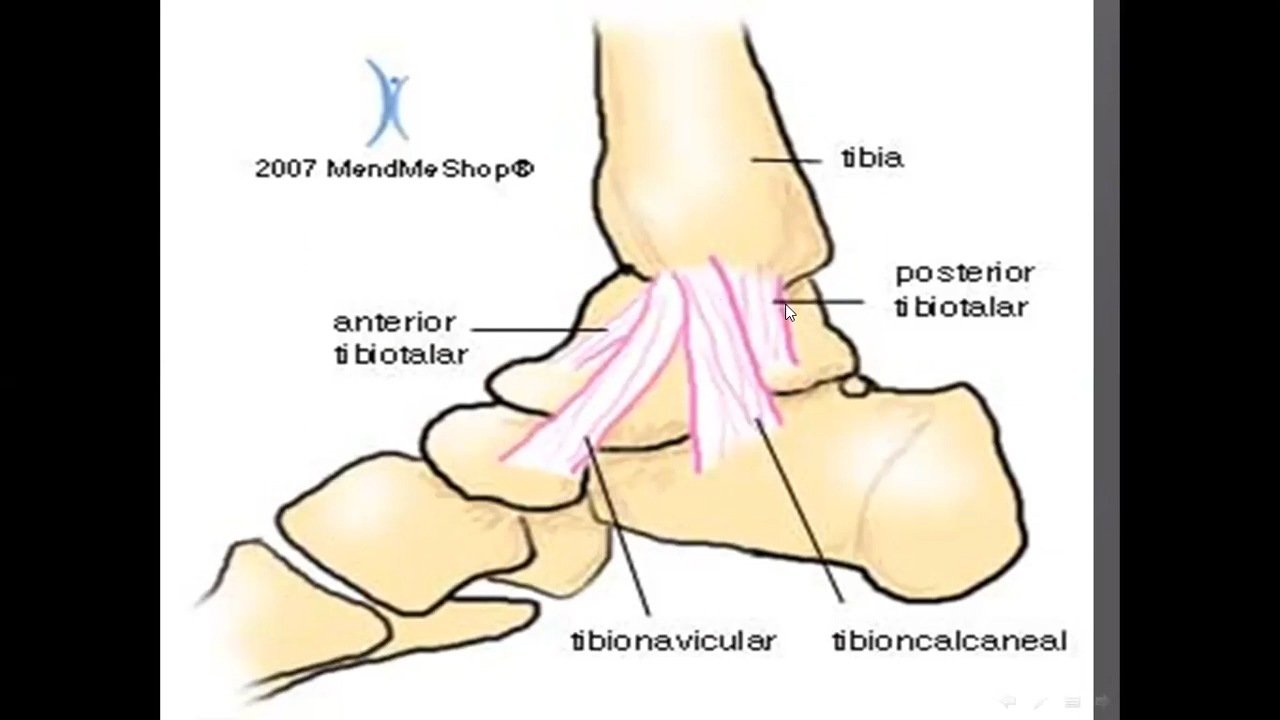 2007 MendMeShop®
tibia
posterior
tibiotalar
anterior
tibiotalar
tibionavicular
tibioncalcaneal